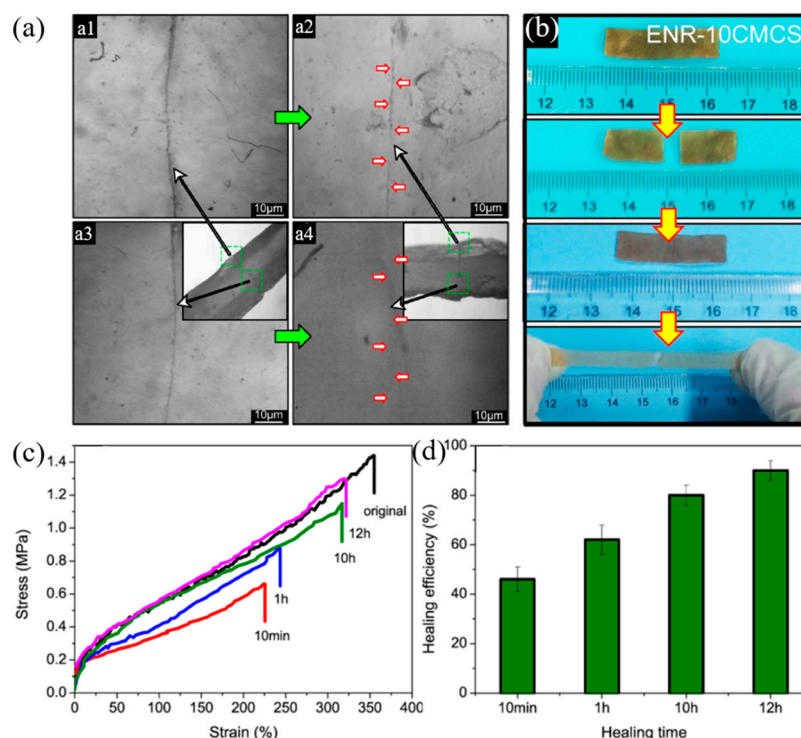 (a)
a1
10μm
a2
10μm
a3
10μm
a4
10μm
(b)
ENR-10CMCS
12 13 14 15 16 17 18
12 13 14 15 16 17 18
12 13 14 15 16 17 18
12 13 14 15 16 17 18
(c)
Stress (MPa)
1.4
1.2
1.0
0.8
0.6
0.4
0.2
0.0
original
12h
10h
1h
10min
0 50 100 150 200 250 300 350 400
Strain (%)
(d)
Healing efficiency (%)
100
80
60
40
20
0
10min 1h 10h 12h
Healing time